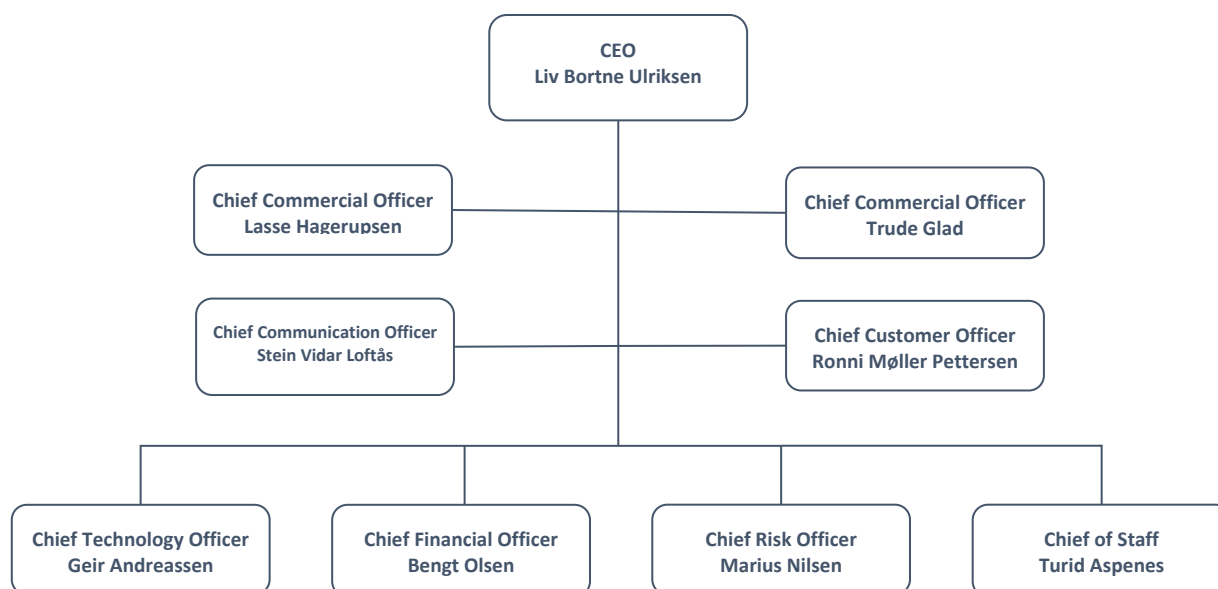 CEO
Liv Bortne Ulriksen
Chief Commercial Officer
Lasse Hagerupsen
Chief Commercial Officer
Trude Glad
Chief Communication Officer
Stein Vidar Loftås
Chief Customer Officer
Ronni Møller Pettersen
Chief Technology Officer
Geir Andreassen
Chief Financial Officer
Bengt Olsen
Chief Risk Officer
Marius Nilsen
Chief of Staff
Turid Aspenes